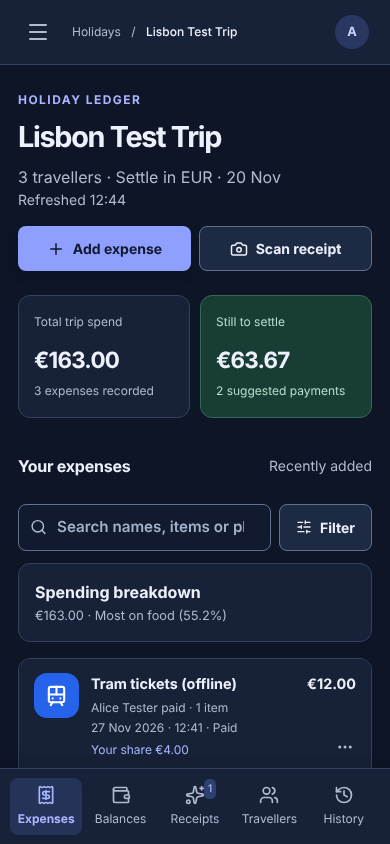 Holidays / Lisbon Test Trip
A
HOLIDAY LEDGER
Lisbon Test Trip
3 travellers · Settle in EUR · 20 Nov
Refreshed 12:44
Add expense
Scan receipt
Total trip spend
€163.00
3 expenses recorded
Still to settle
€63.67
2 suggested payments
Your expenses
Recently added
Search names, items or pl
Filter
Spending breakdown
€163.00 · Most on food (55.2%)
Tram tickets (offline)
€12.00
Alice Tester paid · 1 item
27 Nov 2026 · 12:41 · Paid
Your share €4.00
1
Expenses
Balances
Receipts
Travellers
History